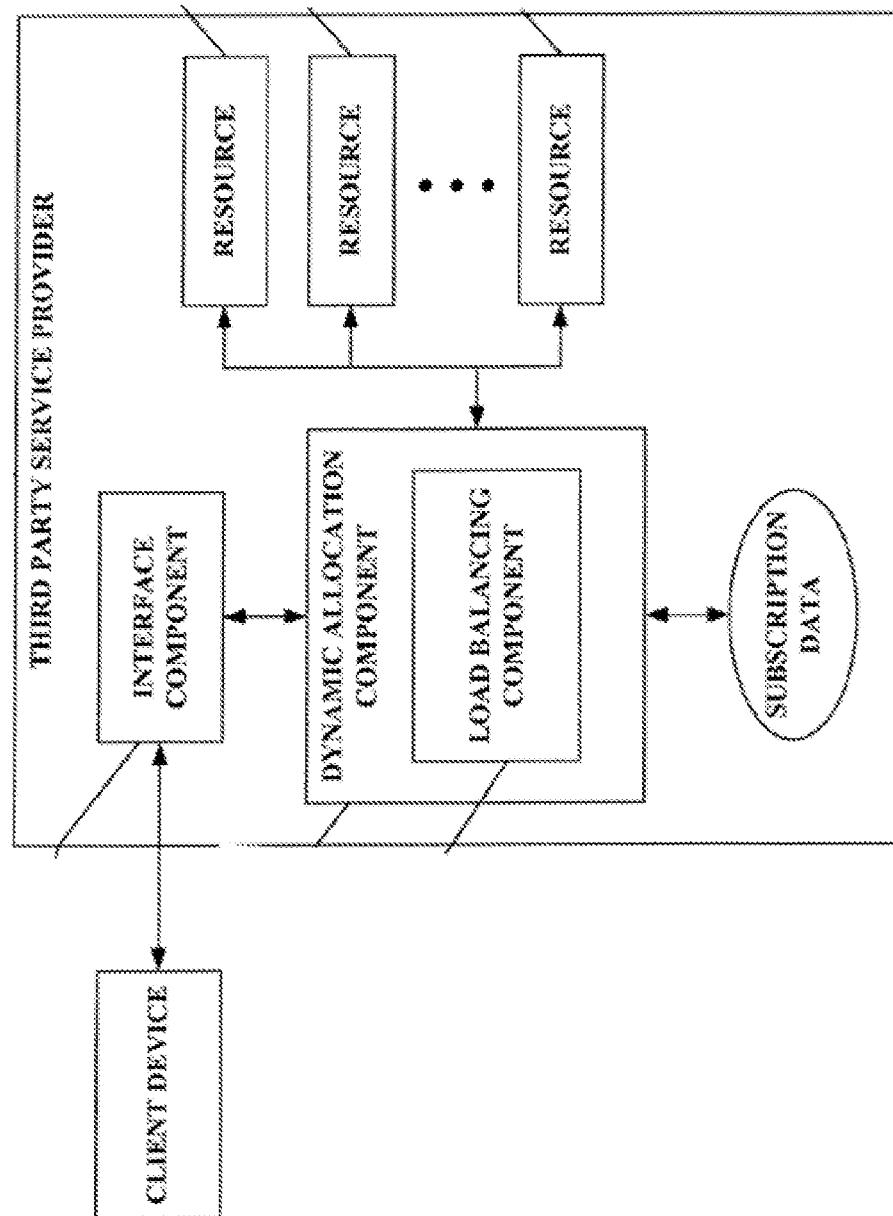 THIRD PARTY SERVICE PROVIDER
CLIENT DEVICE
INTERFACE
COMPONENT
DYNAMIC ALLOCATION
COMPONENT
LOAD BALANCING
COMPONENT
SUBSCRIPTION
DATA
RESOURCE
RESOURCE
RESOURCE